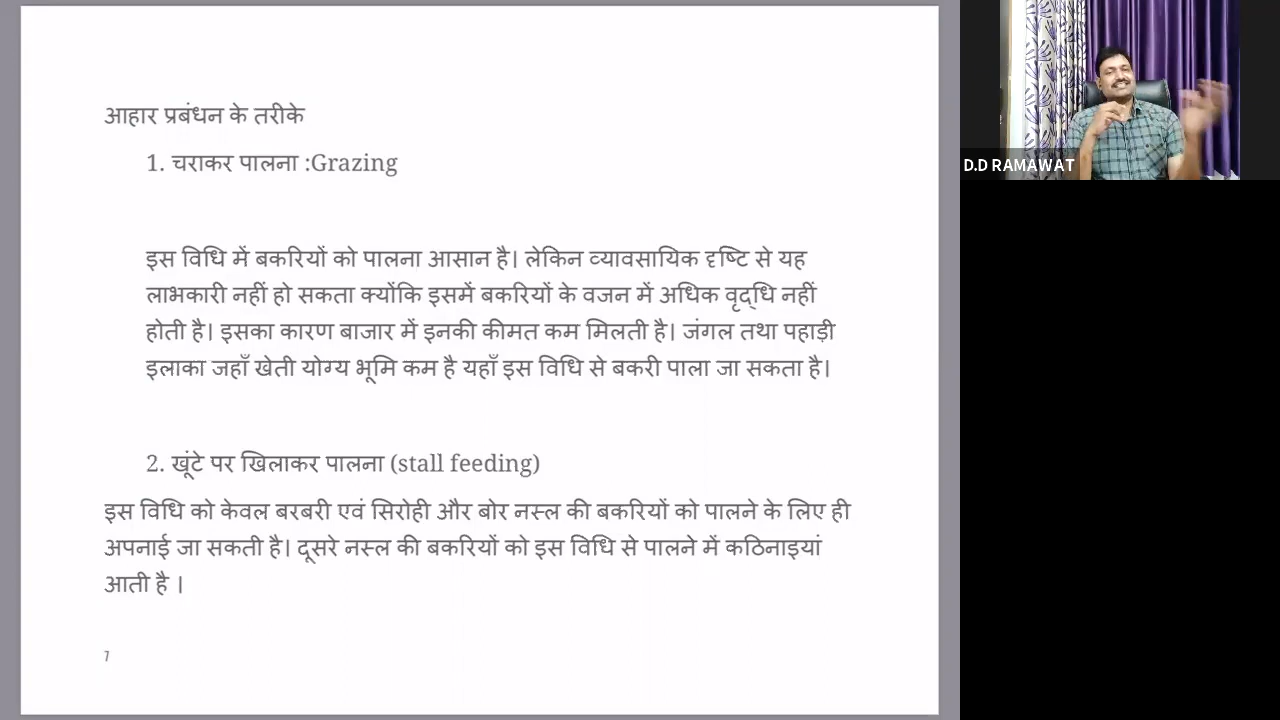 आहार प्रबंधन के तरीके
1. चराकर पालना :Grazing
इस विधि में बकरियों को पालना आसान है। लेकिन व्यावसायिक दृष्टि से यह
लाभकारी नहीं हो सकता क्योंकि इसमें बकरियों के वजन में अधिक वृद्धि नहीं
होती है। इसका कारण बाजार में इनकी कीमत कम मिलती है। जंगल तथा पहाड़ी
इलाका जहाँ खेती योग्य भूमि कम है यहाँ इस विधि से बकरी पाला जा सकता है।
2. खूंटे पर खिलाकर पालना (stall feeding)
इस विधि को केवल बरबरी एवं सिरोही और बोर नस्ल की बकरियों को पालने के लिए ही
अपनाई जा सकती है। दूसरे नस्ल की बकरियों को इस विधि से पालने में कठिनाइयां
आती है ।
7
D.D RAMAWAT